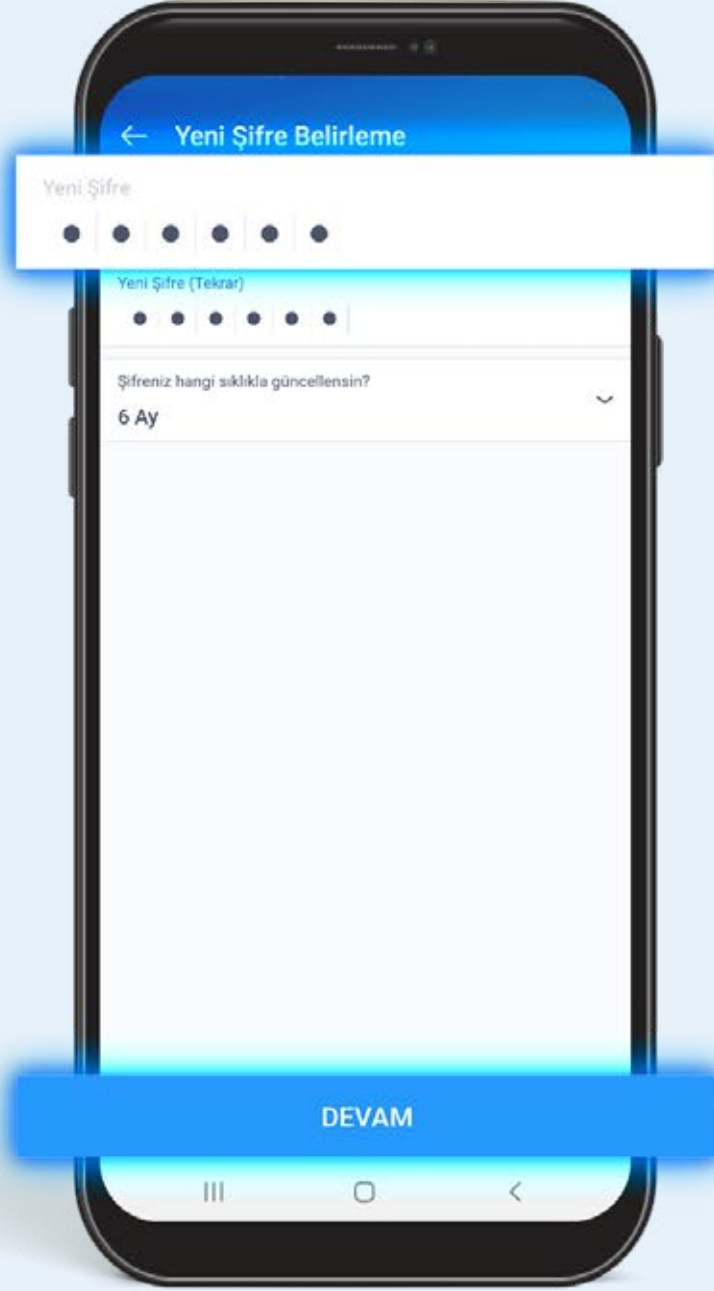 Yeni Şifre Belirleme
Yeni Şifre
Yeni Şifre (Tekrar)
Şifreniz hangi sıklıkla güncellensin?
6 Ay
DEVAM